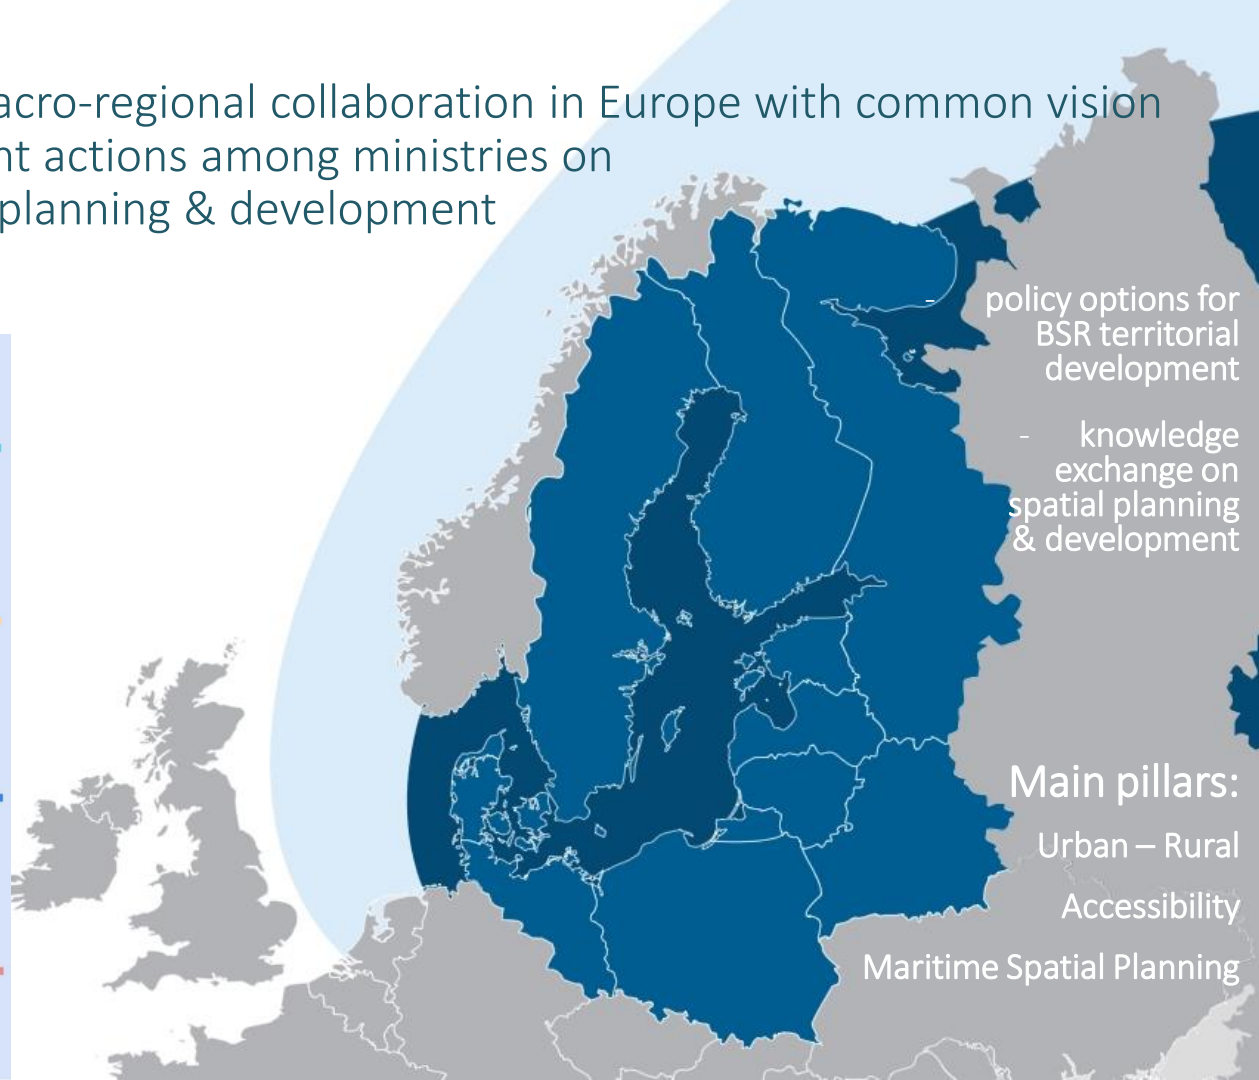 acro-regional collaboration in Europe with common vision
nt actions among ministries on
planning & development
- policy options for
BSR territorial
development
- knowledge
exchange on
spatial planning
& development
Main pillars:
Urban – Rural
Accessibility
Maritime Spatial Planning